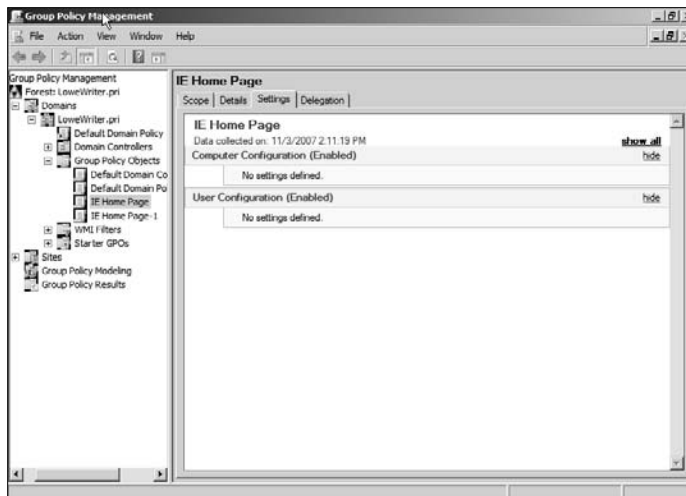 Group Policy Management
File Action View Window Help
Group Policy Management
Forest: LoweWriter.pri
Domains
LoweWriter.pri
Default Domain Policy
Domain Controllers
Group Policy Objects
Default Domain Co
Default Domain Po
IE Home Page
IE Home Page-1
WMI Filters
Starter GPOs
Sites
Group Policy Modeling
Group Policy Results
IE Home Page
Scope Details Settings Delegation
IE Home Page
Data collected on: 11/3/2007 2:11:19 PM show all
Computer Configuration (Enabled) hide
No settings defined.
User Configuration (Enabled) hide
No settings defined.